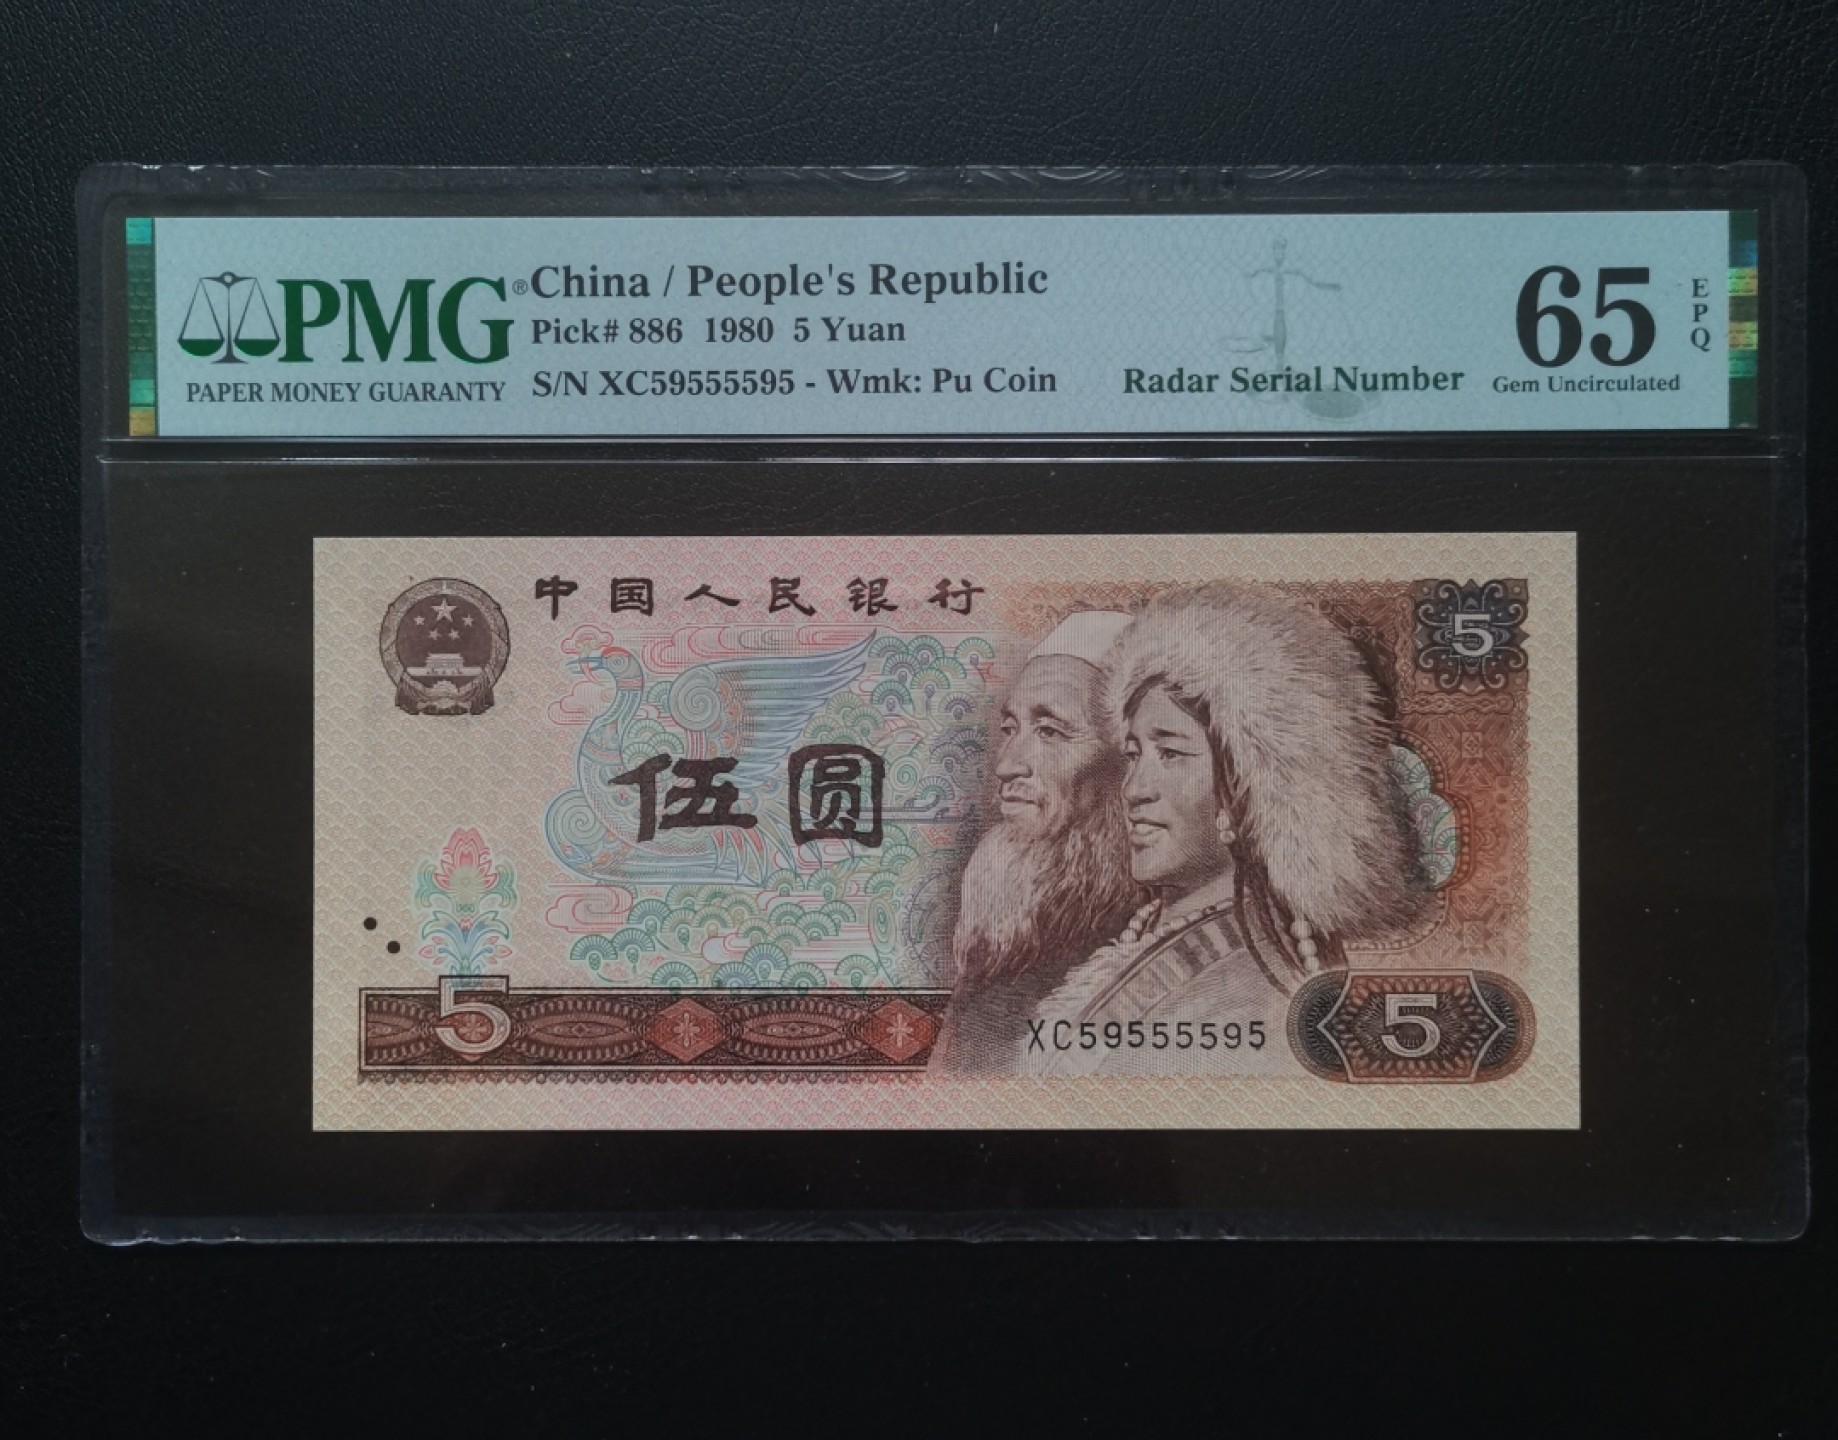 PMG®
PAPER MONEY GUARANTY
China / People's Republic
Pick# 886 1980 5 Yuan
S/N XC59555595 - Wmk: Pu Coin
Radar Serial Number
65
EPQ
Gem Uncirculated
中国人民银行
5
伍圆
5
XC59555595
5